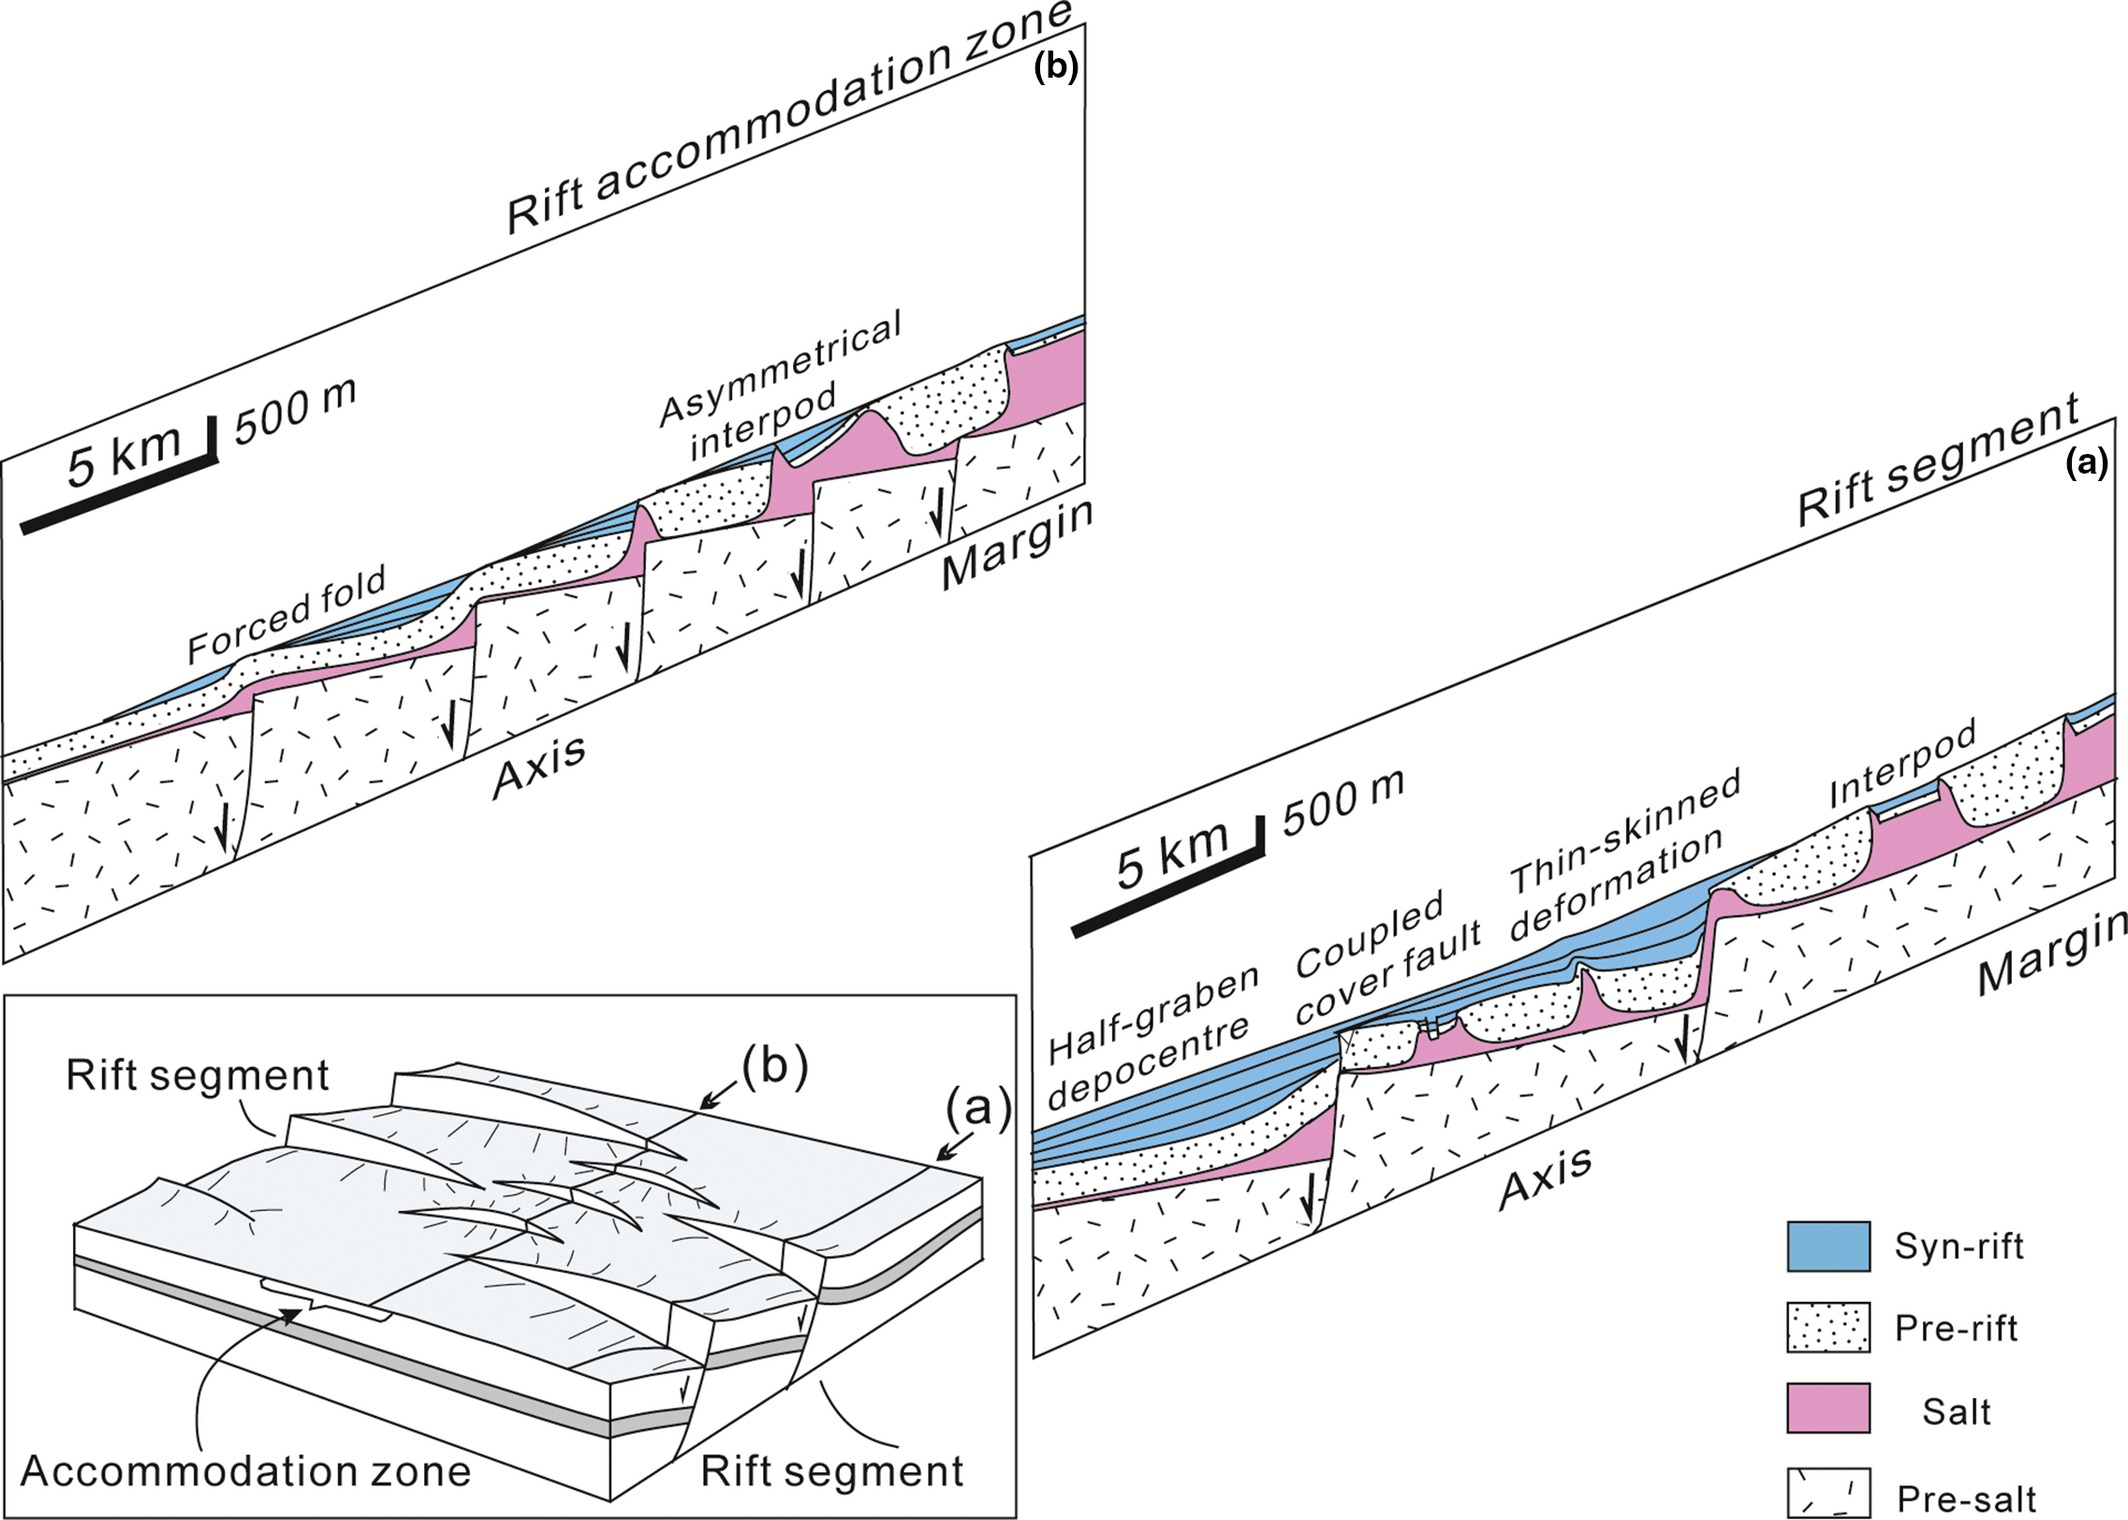 Rift accommodation zone
(b)
5 km
500 m
Asymmetrical
interpod
Forced fold
Margin
Axis
Rift segment
(a)
5 km
500 m
Interpod
Thin-skinned
deformation
Coupled
cover fault
Half-graben
depocentre
Margin
Axis
Rift segment
(b)
(a)
Accommodation zone
Rift segment
Syn-rift
Pre-rift
Salt
Pre-salt